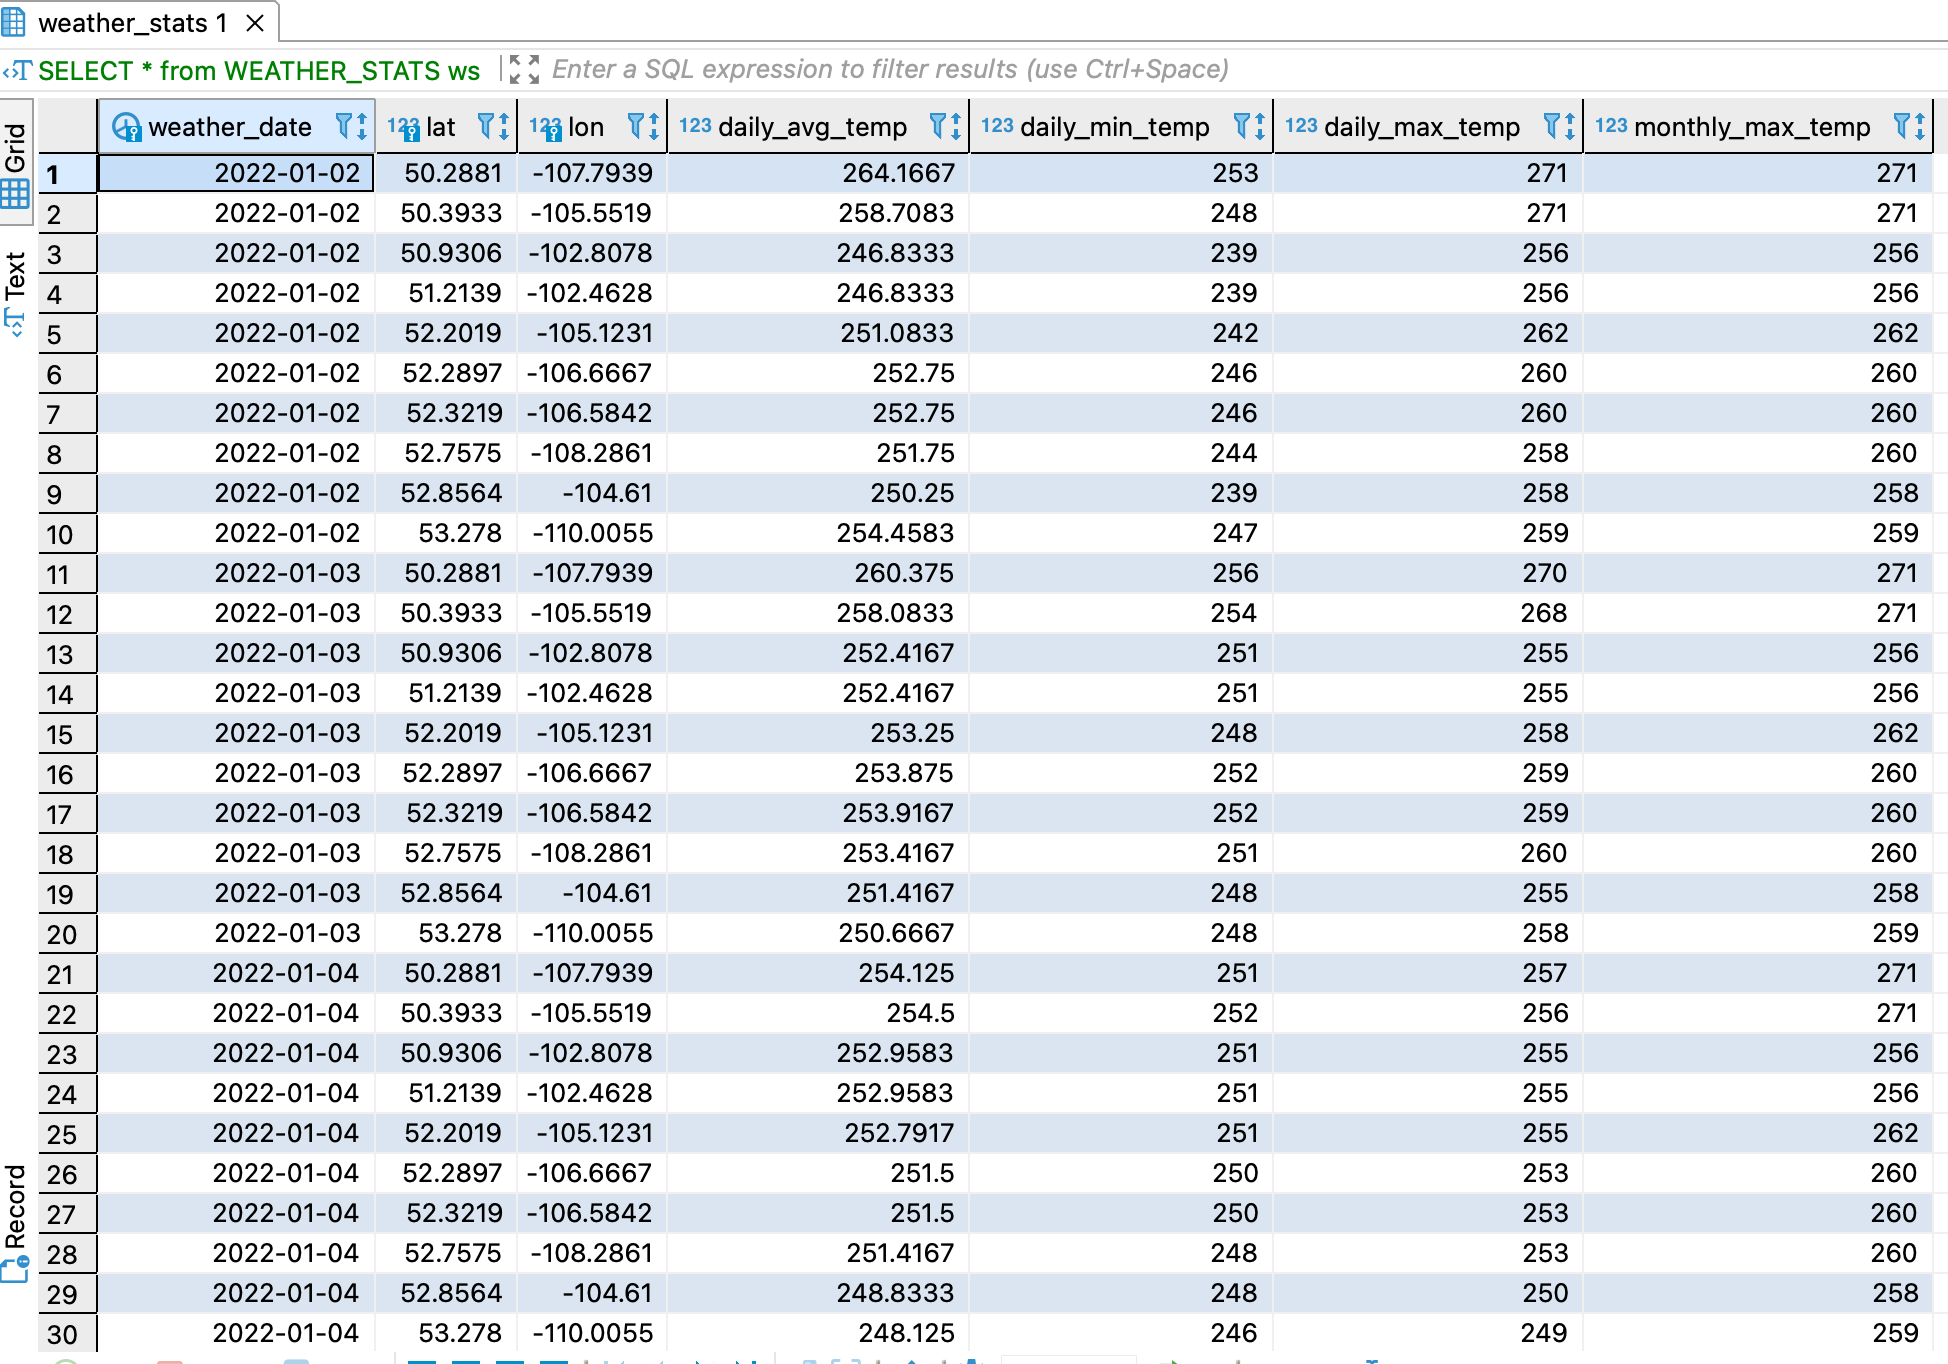 weather_stats 1
SELECT * from WEATHER_STATS ws Enter a SQL expression to filter results (use Ctrl+Space)
Grid
Text
Record
weather_date 123 lat 123 lon 123 daily_avg_temp 123 daily_min_temp 123 daily_max_temp 123 monthly_max_temp
1 2022-01-02 50.2881 -107.7939 264.1667 253 271 271
2 2022-01-02 50.3933 -105.5519 258.7083 248 271 271
3 2022-01-02 50.9306 -102.8078 246.8333 239 256 256
4 2022-01-02 51.2139 -102.4628 246.8333 239 256 256
5 2022-01-02 52.2019 -105.1231 251.0833 242 262 262
6 2022-01-02 52.2897 -106.6667 252.75 246 260 260
7 2022-01-02 52.3219 -106.5842 252.75 246 260 260
8 2022-01-02 52.7575 -108.2861 251.75 244 258 260
9 2022-01-02 52.8564 -104.61 250.25 239 258 258
10 2022-01-02 53.278 -110.0055 254.4583 247 259 259
11 2022-01-03 50.2881 -107.7939 260.375 256 270 271
12 2022-01-03 50.3933 -105.5519 258.0833 254 268 271
13 2022-01-03 50.9306 -102.8078 252.4167 251 255 256
14 2022-01-03 51.2139 -102.4628 252.4167 251 255 256
15 2022-01-03 52.2019 -105.1231 253.25 248 258 262
16 2022-01-03 52.2897 -106.6667 253.875 252 259 260
17 2022-01-03 52.3219 -106.5842 253.9167 252 259 260
18 2022-01-03 52.7575 -108.2861 253.4167 251 260 260
19 2022-01-03 52.8564 -104.61 251.4167 248 255 258
20 2022-01-03 53.278 -110.0055 250.6667 248 258 259
21 2022-01-04 50.2881 -107.7939 254.125 251 257 271
22 2022-01-04 50.3933 -105.5519 254.5 252 256 271
23 2022-01-04 50.9306 -102.8078 252.9583 251 255 256
24 2022-01-04 51.2139 -102.4628 252.9583 251 255 256
25 2022-01-04 52.2019 -105.1231 252.7917 251 255 262
26 2022-01-04 52.2897 -106.6667 251.5 250 253 260
27 2022-01-04 52.3219 -106.5842 251.5 250 253 260
28 2022-01-04 52.7575 -108.2861 251.4167 248 253 260
29 2022-01-04 52.8564 -104.61 248.8333 248 250 258
30 2022-01-04 53.278 -110.0055 248.125 246 249 259